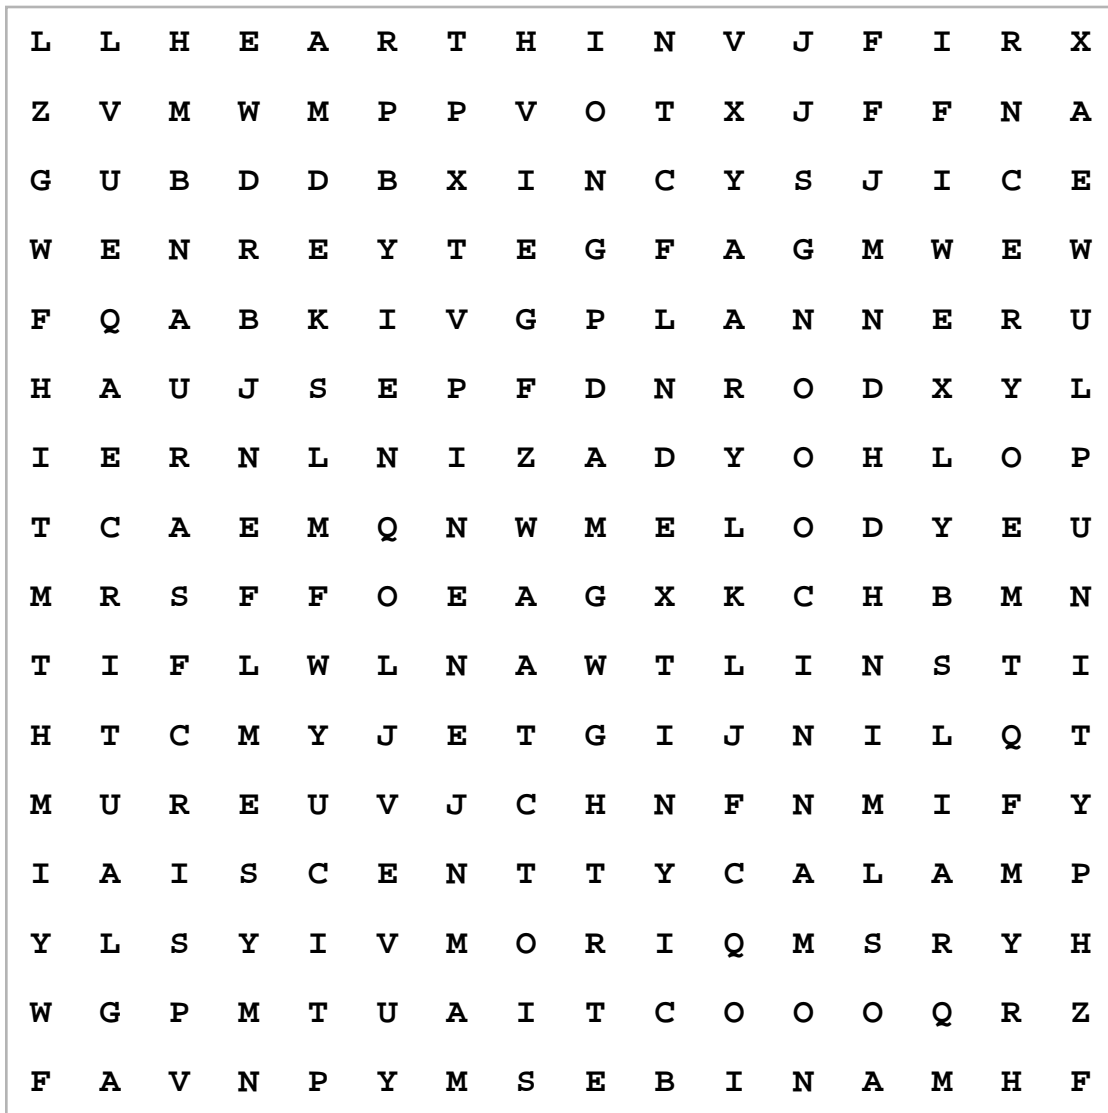 L L H E A R T H I N V J F I R X
Z V M W M P P V O T X J F F N A
G U B D D B X I N C Y S J I C E
W E N R E Y T E G F A G M W E W
F Q A B K I V G P L A N N E R U
H A U J S E P F D N R O D X Y L
I E R N L N I Z A D Y O H L O P
T C A E M Q N W M E L O D Y E U
M R S F F O E A G X K C H B M N
T I F L W L N A W T L I N S T I
H T C M Y J E T G I J N I L Q T
M U R E U V J C H N F N M I F Y
I A I S C E N T T Y C A L A M P
Y L S Y I V M O R I Q M S R Y H
W G P M T U A I T C O O O Q R Z
F A V N P Y M S E B I N A M H F